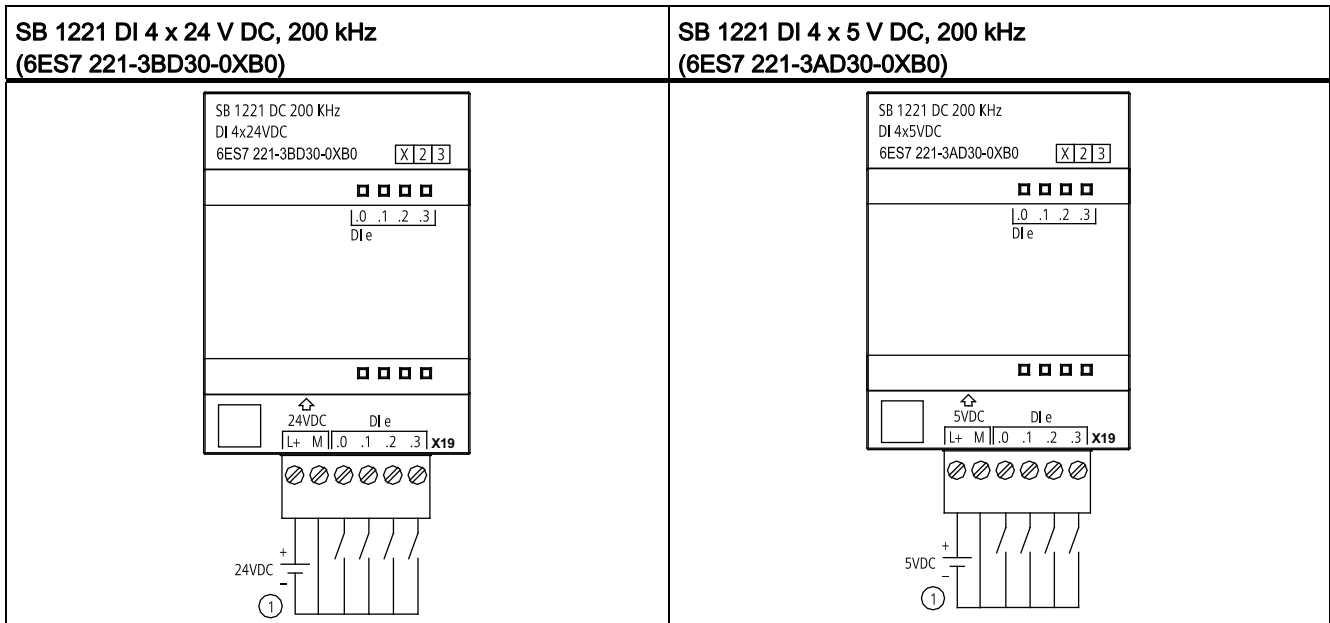 SB 1221 DI 4 x 24 V DC, 200 kHz
(6ES7 221-3BD30-0XB0)
SB 1221 DI 4 x 5 V DC, 200 kHz
(6ES7 221-3AD30-0XB0)
SB 1221 DC 200 KHz
DI 4x24VDC
6ES7 221-3BD30-0XB0 X 2 3
.0 .1 .2 .3
DI e
24VDC DI e
L+ M .0 .1 .2 .3 X19
+
24VDC
–
1
SB 1221 DC 200 KHz
DI 4x5VDC
6ES7 221-3AD30-0XB0 X 2 3
.0 .1 .2 .3
DI e
5VDC DI e
L+ M .0 .1 .2 .3 X19
+
5VDC
–
1